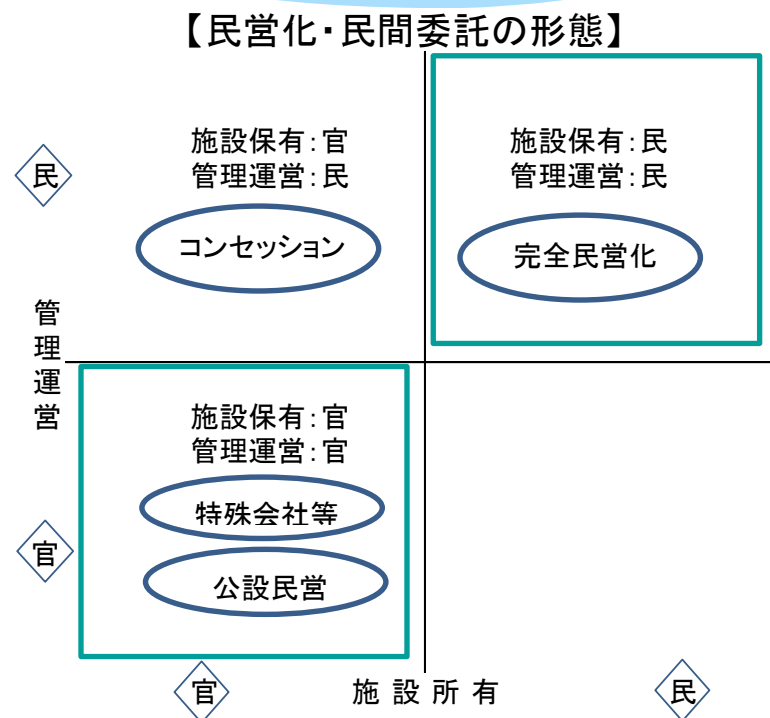 【民営化・民間委託の形態】
施設保有:官
管理運営:民
コンセッション
施設保有:民
管理運営:民
完全民営化
民
管理運営
施設保有:官
管理運営:官
特殊会社等
公設民営
官
官
施設所有
民